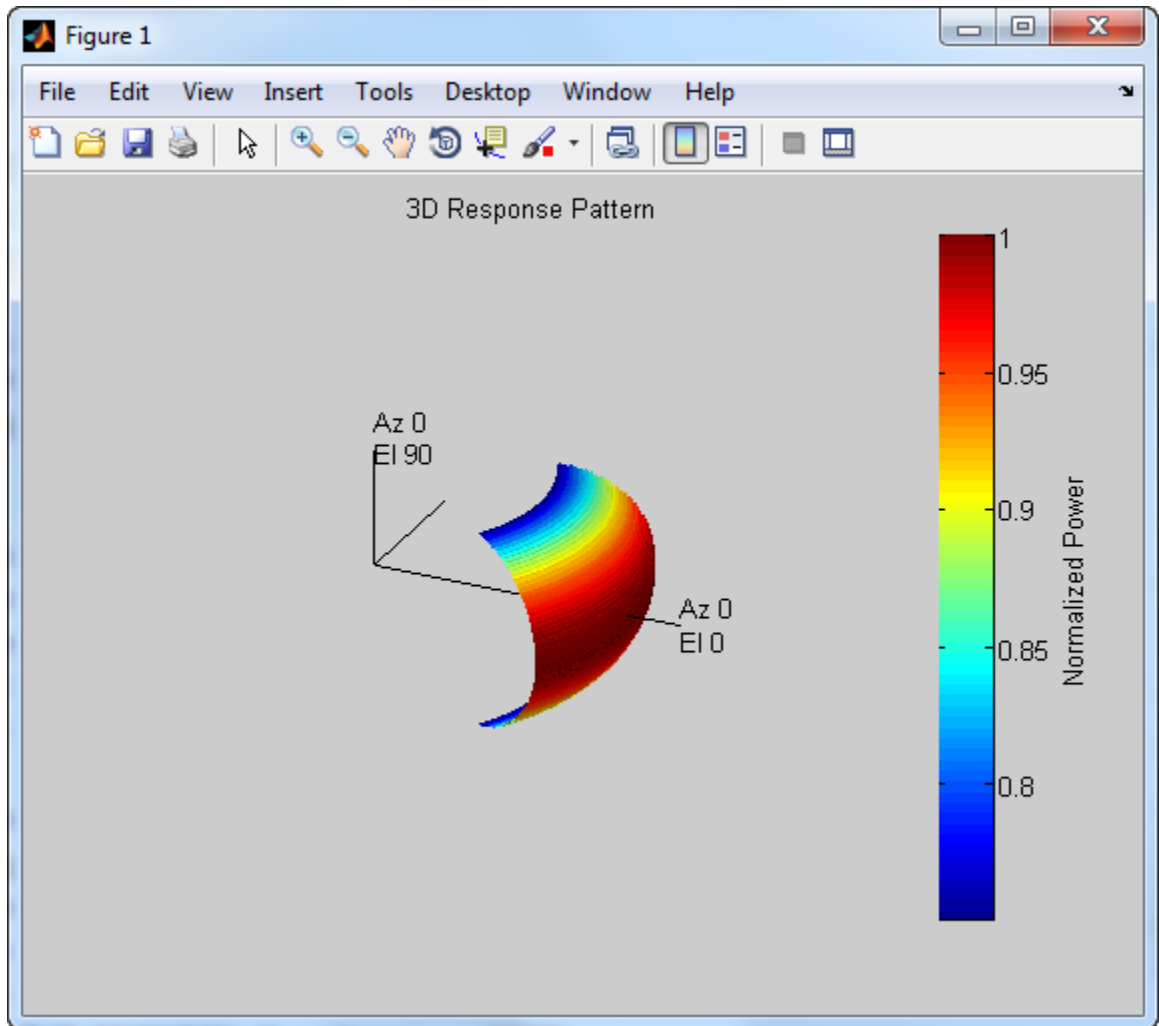 Figure 1
File Edit View Insert Tools Desktop Window Help
3D Response Pattern
Az 0
El 90
Az 0
El 0
1
0.95
0.9
0.85
0.8
Normalized Power